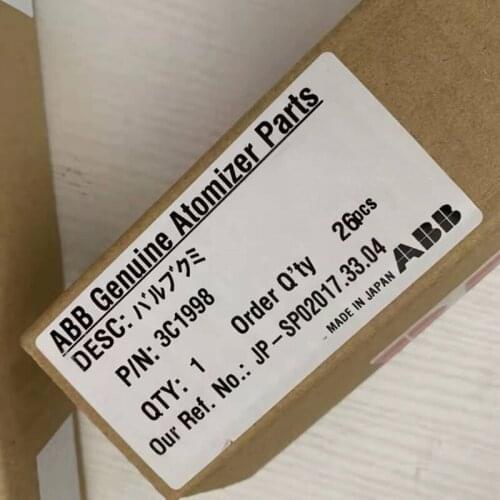 ABB Genuine Atomizer Parts
DESC: バルブクミ
P/N: 3C1998
QTY: 1 Order Q'ty 26pcs
Our Ref. No.: JP-SP02017.33.04
MADE IN JAPAN ABB